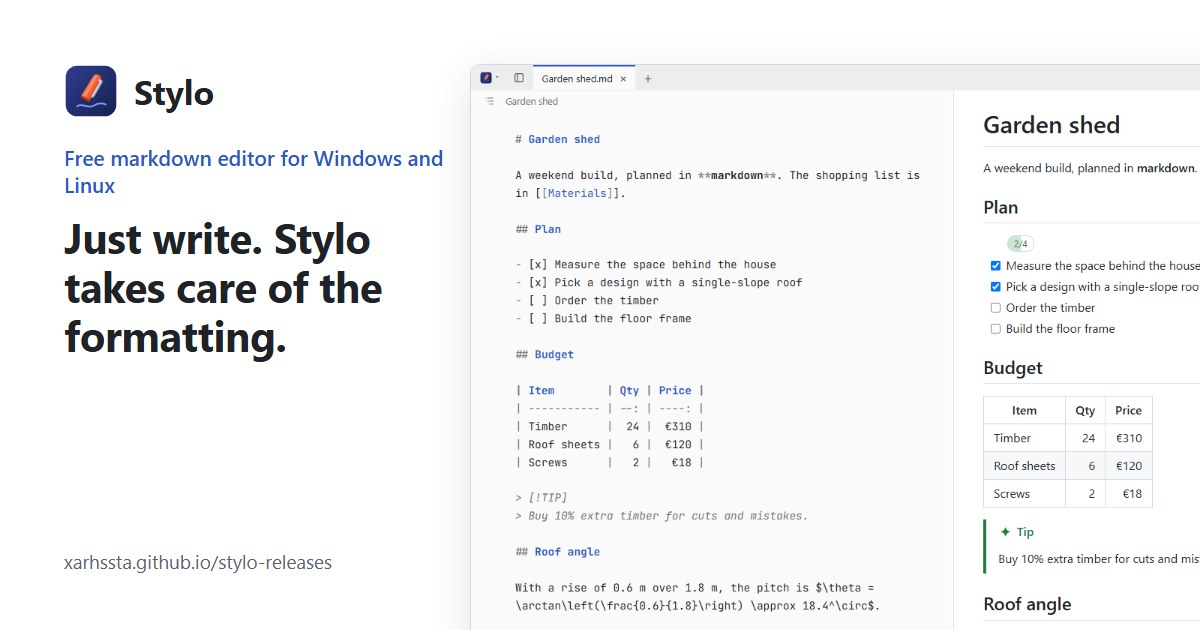 Stylo
Free markdown editor for Windows and
Linux
Just write. Stylo
takes care of the
formatting.
xarhssta.github.io/stylo-releases
Garden shed.md × +
Garden shed
# Garden shed
A weekend build, planned in **markdown**. The shopping list is
in [[Materials]].
## Plan
- [x] Measure the space behind the house
- [x] Pick a design with a single-slope roof
- [ ] Order the timber
- [ ] Build the floor frame
## Budget
| Item        | Qty | Price |
| ----------- | --: | ----: |
| Timber      |  24 |  €310 |
| Roof sheets |   6 |  €120 |
| Screws      |   2 |   €18 |
> [!TIP]
> Buy 10% extra timber for cuts and mistakes.
## Roof angle
With a rise of 0.6 m over 1.8 m, the pitch is $\theta =
\arctan\left(\frac{0.6}{1.8}\right) \approx 18.4^\circ$.
Garden shed
A weekend build, planned in markdown.
Plan
2/4
Measure the space behind the house
Pick a design with a single-slope roo
Order the timber
Build the floor frame
Budget
Item Qty Price
Timber 24 €310
Roof sheets 6 €120
Screws 2 €18
Tip
Buy 10% extra timber for cuts and mis
Roof angle